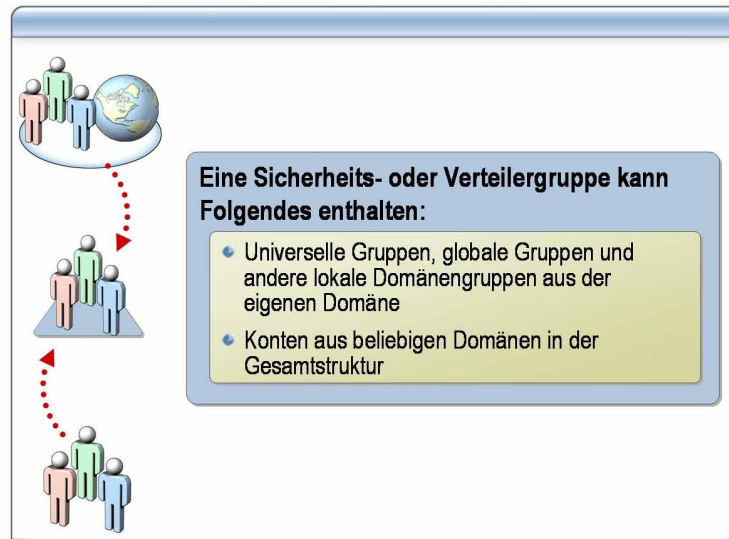 Eine Sicherheits- oder Verteilergruppe kann
Folgendes enthalten:
Universelle Gruppen, globale Gruppen und
andere lokale Domänengruppen aus der
eigenen Domäne
Konten aus beliebigen Domänen in der
Gesamtstruktur